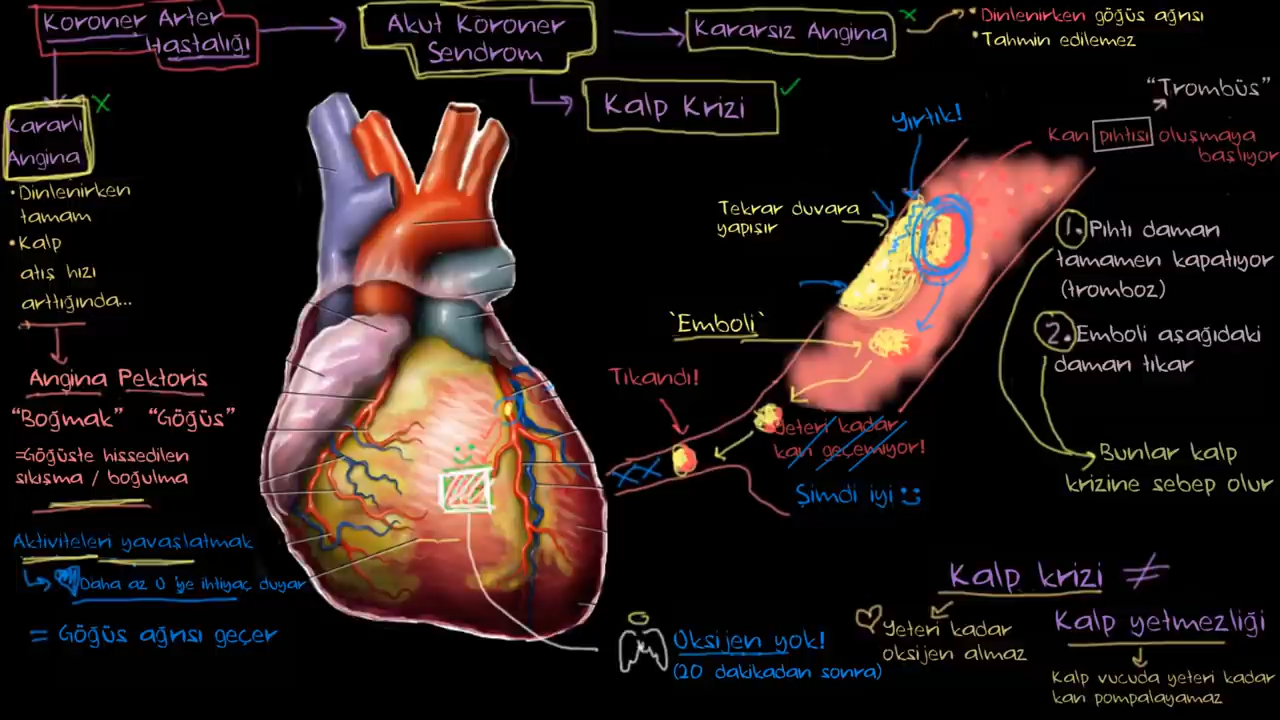 Koroner Arter
Hastalığı
Akut Koroner
Sendrom
Kararsız Angina
• Dinlenirken göğüs ağrısı
• Tahmin edilemez
Kalp Krizi
Kararlı
Angina
• Dinlenirken
tamam
• Kalp
atış hızı
arttığında...
Angina Pektoris
"Boğmak" "Göğüs"
=Göğüste hissedilen
sıkışma / boğulma
Aktiviteleri yavaşlatmak
Daha az O 'ye ihtiyaç duyar
= Göğüs ağrısı geçer
Yırtık!
"Trombüs"
Kan pıhtısı oluşmaya
başlıyor
Tekrar duvara
yapışır
'Emboli'
Tıkandı!
Yeteri kadar
kan geçemiyor!
Şimdi iyi
1. Pıhtı damarı
tamamen kapatıyor
(tromboz)
2. Emboli aşağıdaki
damarı tıkar
Bunlar kalp
krizine sebep olur
Oksijen yok!
(20 dakikadan sonra)
Kalp krizi ≠
Kalp yetmezliği
Yeteri kadar
oksijen almaz
Kalp vucuda yeteri kadar
kan pompalayamaz